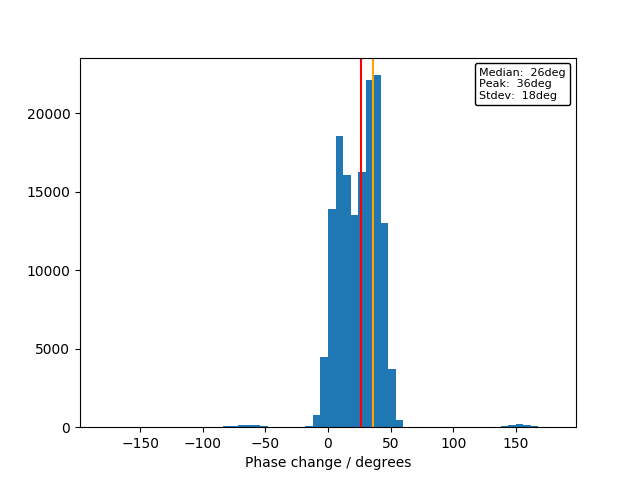 Median:  26deg
Peak:  36deg
Stdev:  18deg
20000
15000
10000
5000
0
−150 −100 −50 0 50 100 150
Phase change / degrees